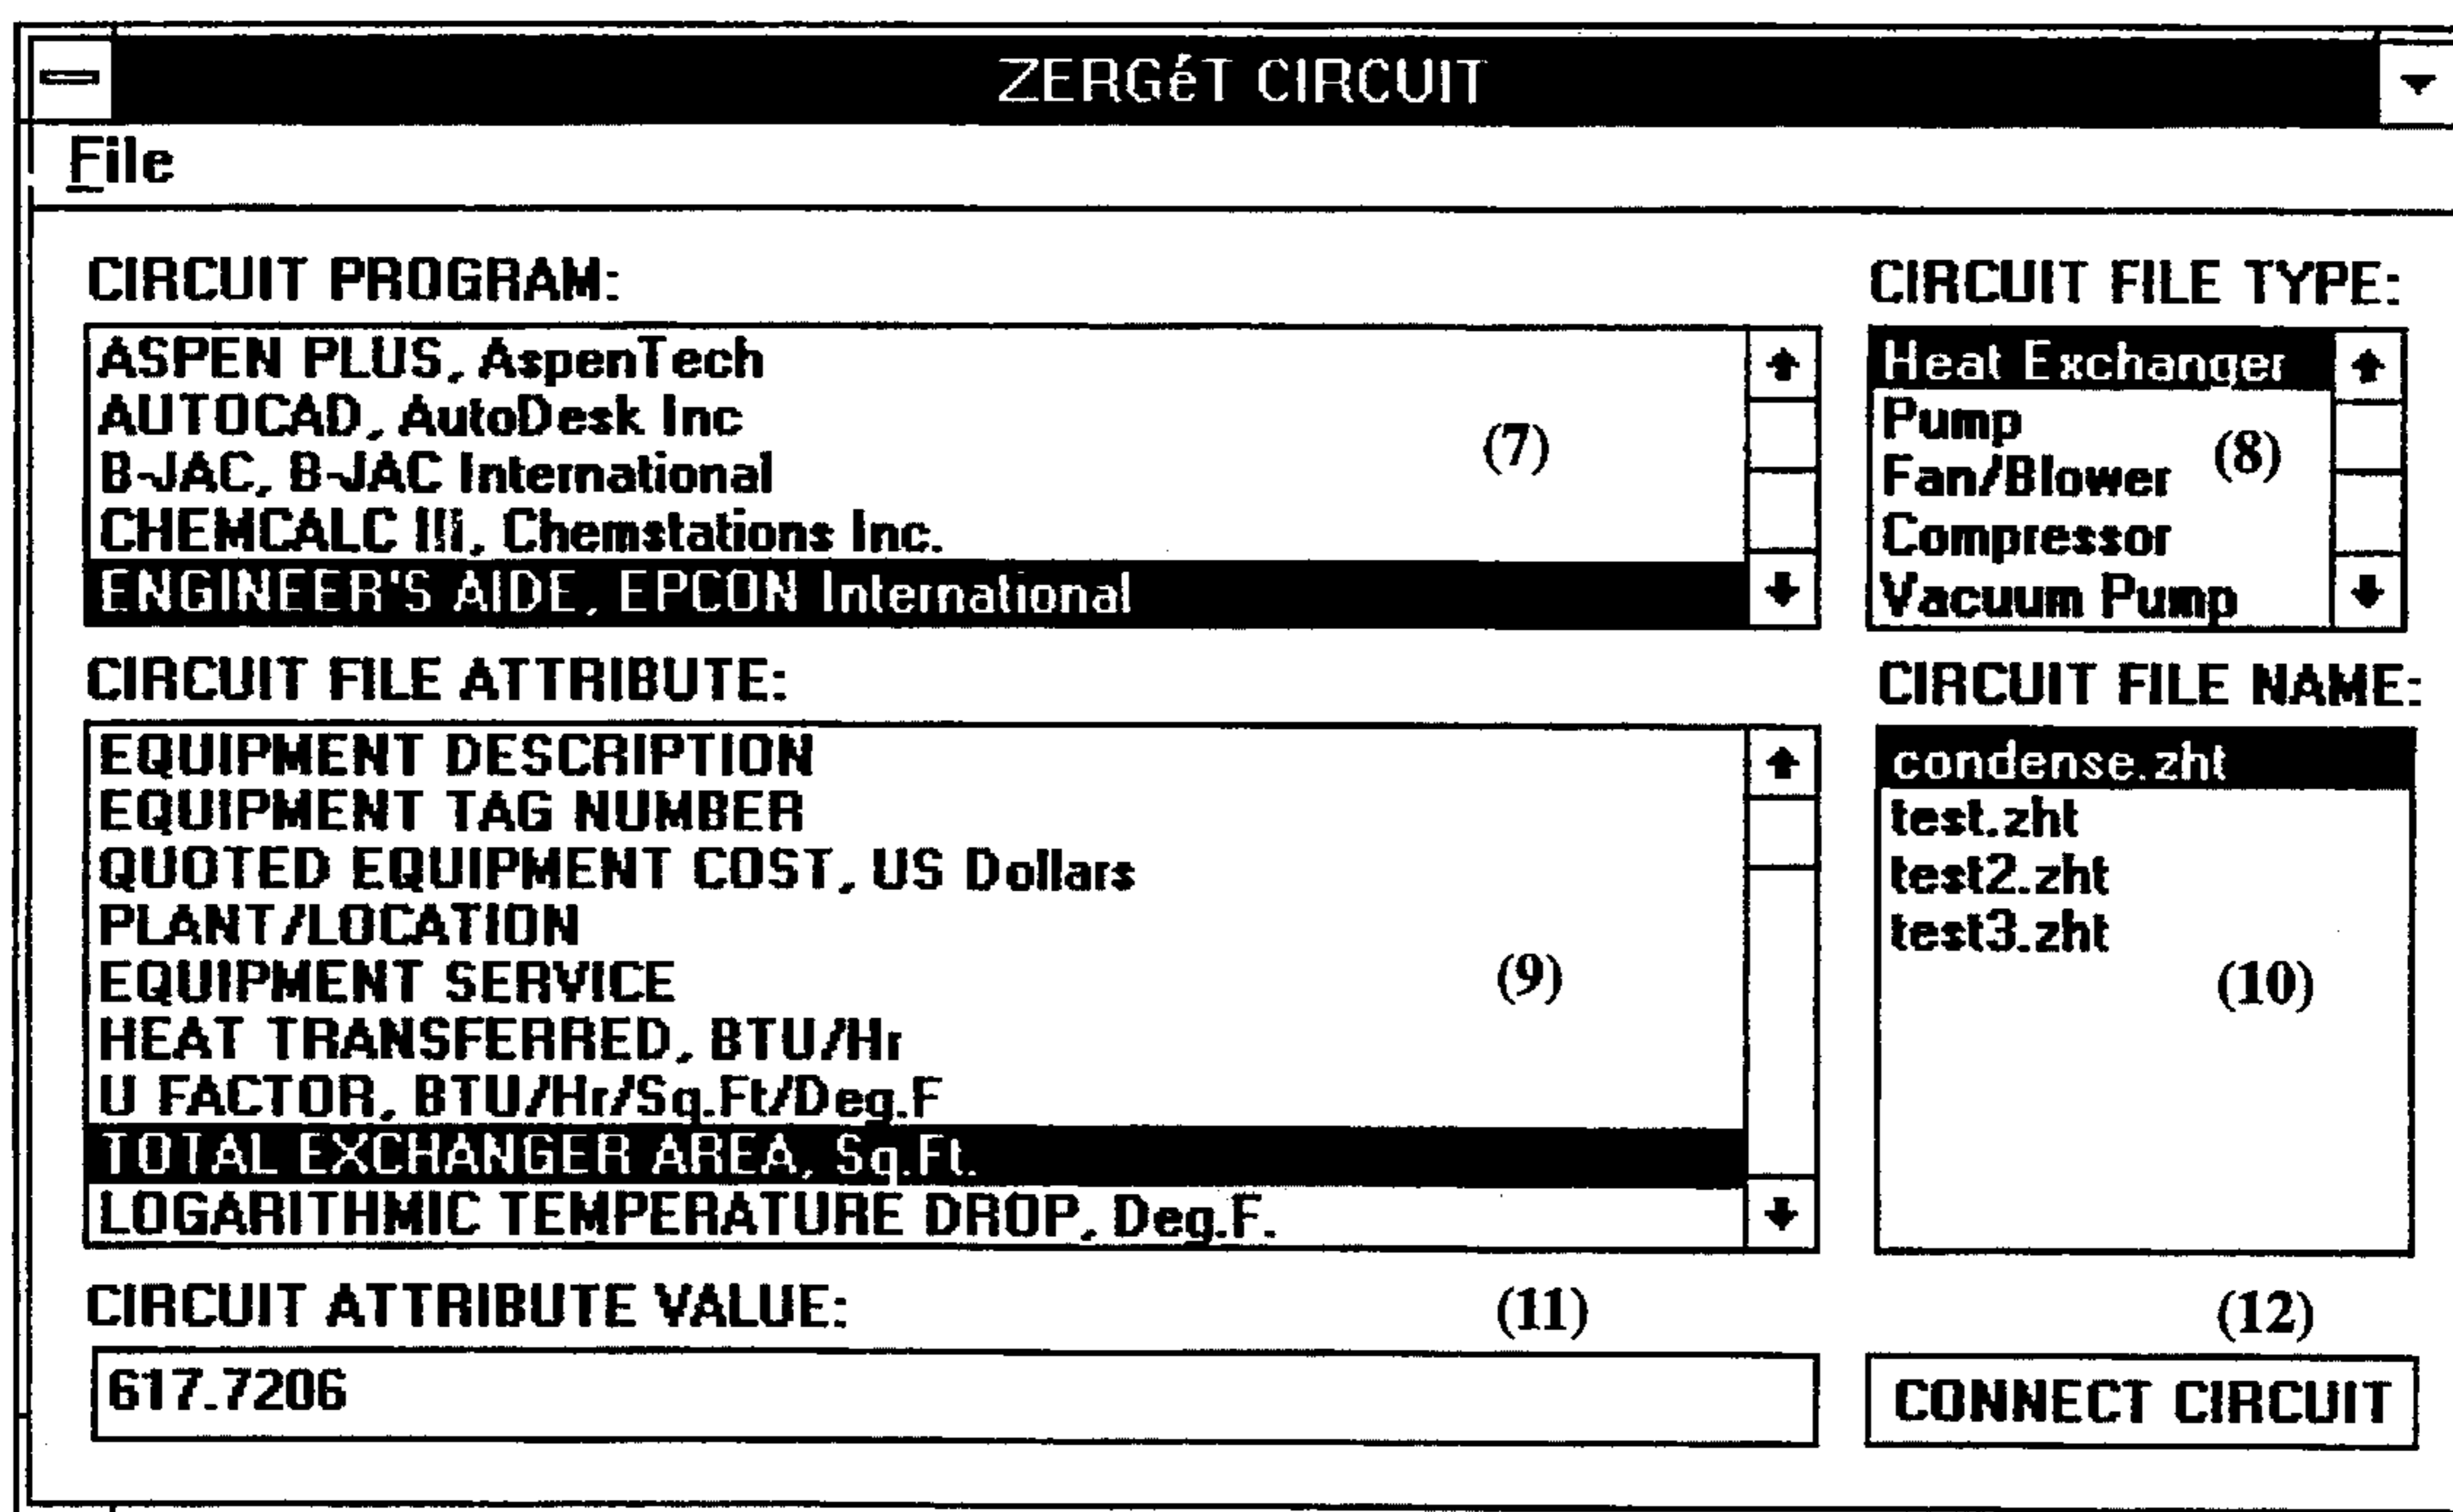 ZERGéT CIRCUIT
File
CIRCUIT PROGRAM:
ASPEN PLUS, AspenTech
AUTOCAD, AutoDesk Inc
B-JAC, B-JAC International
CHEMCALC III, Chemstations Inc.
ENGINEER'S AIDE, EPCON International
(7)
CIRCUIT FILE TYPE:
Heat Exchanger
Pump
Fan/Blower
Compressor
Vacuum Pump
(8)
CIRCUIT FILE ATTRIBUTE:
EQUIPMENT DESCRIPTION
EQUIPMENT TAG NUMBER
QUOTED EQUIPMENT COST, US Dollars
PLANT/LOCATION
EQUIPMENT SERVICE
HEAT TRANSFERRED, BTU/Hr
U FACTOR, BTU/Hr/Sq.Ft/Deg.F
TOTAL EXCHANGER AREA, Sq.Ft.
LOGARITHMIC TEMPERATURE DROP, Deg.F.
(9)
CIRCUIT FILE NAME:
condense.zht
test.zht
test2.zht
test3.zht
(10)
CIRCUIT ATTRIBUTE VALUE:
(11)
617.7206
(12)
CONNECT CIRCUIT